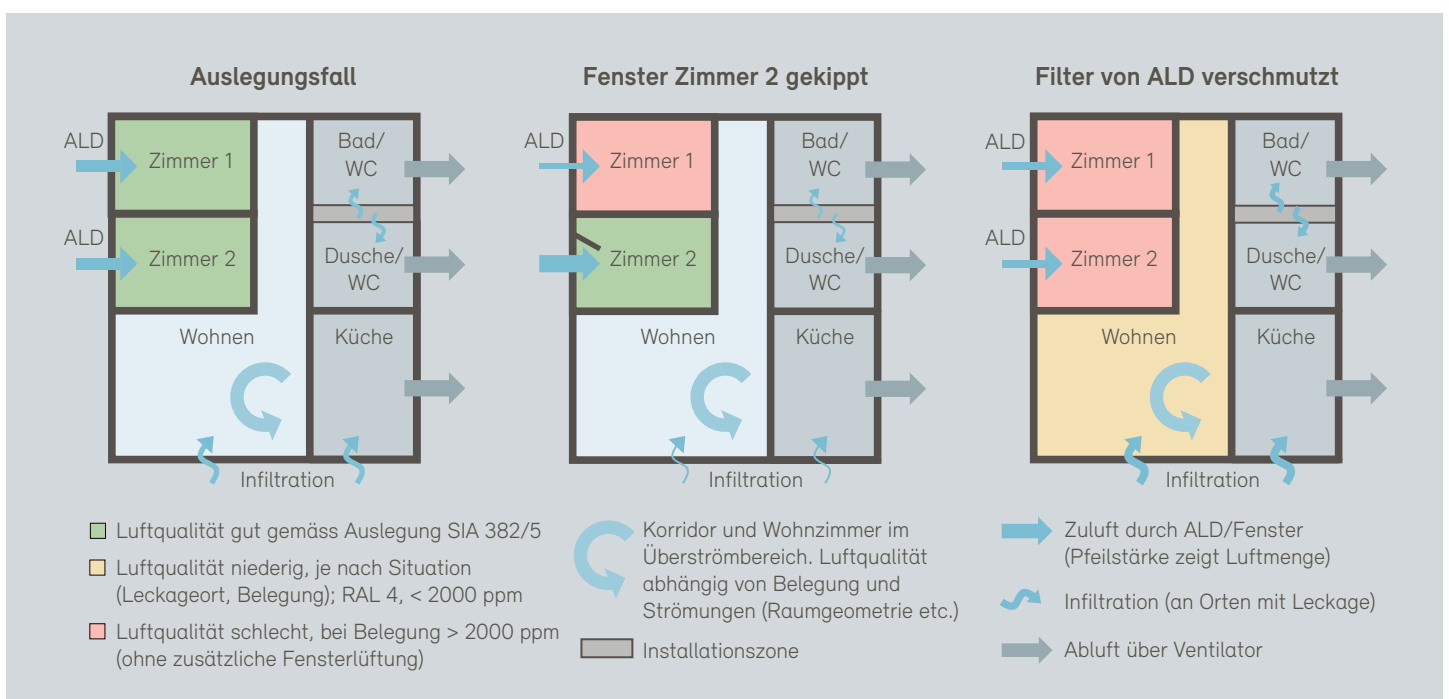 Auslegungsfall
ALD
Zimmer 1
Bad/
WC
ALD
Zimmer 2
Dusche/
WC
Wohnen
Küche
Infiltration
Fenster Zimmer 2 gekippt
ALD
Zimmer 1
Bad/
WC
Zimmer 2
Dusche/
WC
Wohnen
Küche
Infiltration
Filter von ALD verschmutzt
ALD
Zimmer 1
Bad/
WC
ALD
Zimmer 2
Dusche/
WC
Wohnen
Küche
Infiltration
Luftqualität gut gemäss Auslegung SIA 382/5
Luftqualität niederig, je nach Situation
(Leckageort, Belegung); RAL 4, < 2000 ppm
Luftqualität schlecht, bei Belegung > 2000 ppm
(ohne zusätzliche Fensterlüftung)
Korridor und Wohnzimmer im
Überströmbereich. Luftqualität
abhängig von Belegung und
Strömungen (Raumgeometrie etc.)
Installationszone
Zuluft durch ALD/Fenster
(Pfeilstärke zeigt Luftmenge)
Infiltration (an Orten mit Leckage)
Abluft über Ventilator